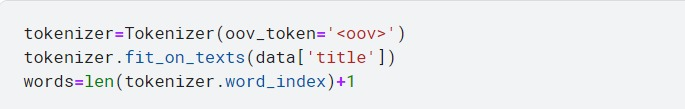 tokenizer=Tokenizer(oov_token='<oov>')
tokenizer.fit_on_texts(data['title'])
words=len(tokenizer.word_index)+1